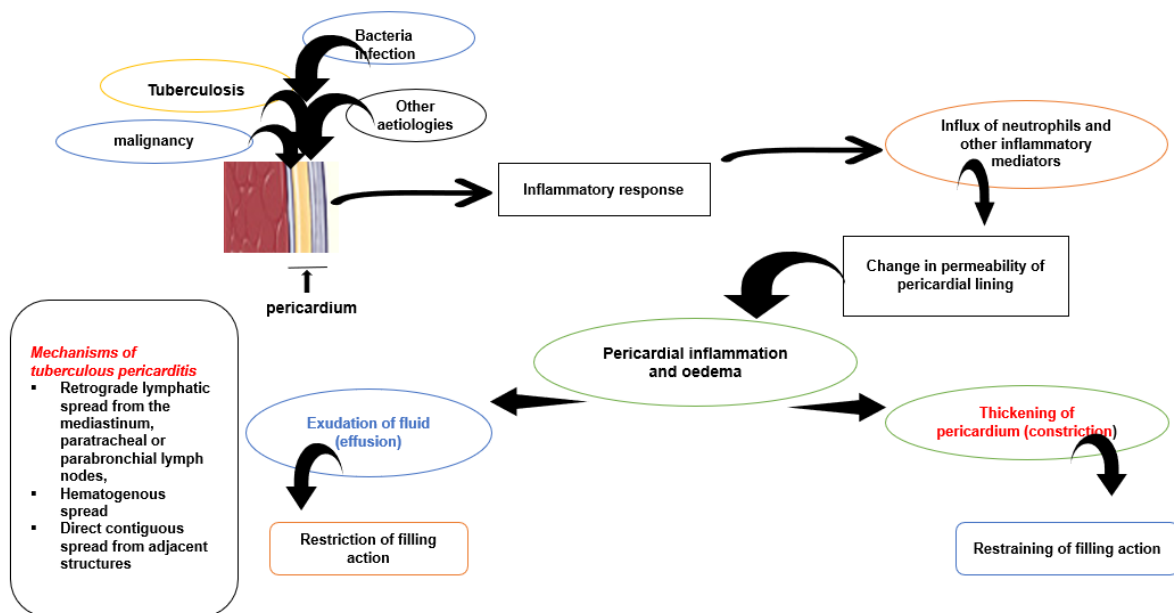 Bacteria
infection
Tuberculosis
Other
aetiologies
malignancy
Influx of neutrophils and
other inflammatory
mediators
Inflammatory response
Change in permeability of
pericardial lining
pericardium
Mechanisms of
tuberculous pericarditis
▪ Retrograde lymphatic
spread from the
mediastinum,
paratracheal or
parabronchial lymph
nodes,
▪ Hematogenous
spread
▪ Direct contiguous
spread from adjacent
structures
Pericardial inflammation
and oedema
Exudation of fluid
(effusion)
Thickening of
pericardium (constriction)
Restriction of filling
action
Restraining of filling action